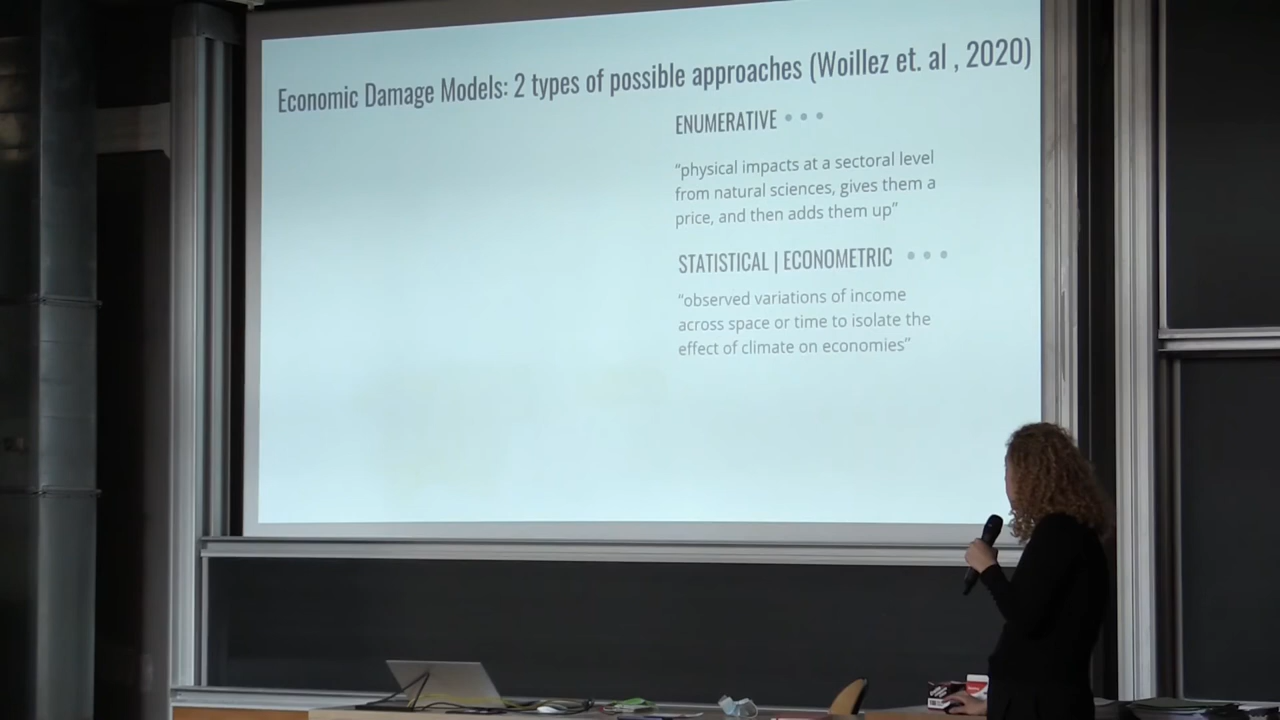 Economic Damage Models: 2 types of possible approaches (Woillez et. al , 2020)
ENUMERATIVE
“physical impacts at a sectoral level
from natural sciences, gives them a
price, and then adds them up”
STATISTICAL | ECONOMETRIC
“observed variations of income
across space or time to isolate the
effect of climate on economies”